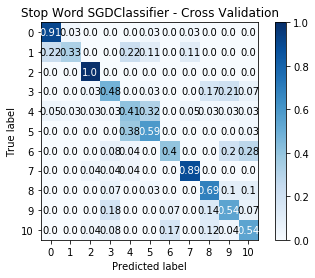 Stop Word SGDClassifier - Cross Validation
0 0.91 0.03 0.0 0.0 0.0 0.03 0.0 0.03 0.0 0.0 0.0
1 0.22 0.33 0.0 0.0 0.22 0.11 0.0 0.11 0.0 0.0 0.0
2 0.0 0.0 1.0 0.0 0.0 0.0 0.0 0.0 0.0 0.0 0.0
3 0.0 0.0 0.03 0.48 0.0 0.03 0.0 0.0 0.17 0.21 0.07
4 0.05 0.03 0.03 0.03 0.41 0.32 0.0 0.05 0.03 0.03 0.03
5 0.0 0.0 0.0 0.0 0.38 0.59 0.0 0.0 0.03 0.0 0.0
6 0.0 0.0 0.0 0.08 0.04 0.0 0.4 0.0 0.0 0.2 0.28
7 0.0 0.0 0.04 0.04 0.04 0.0 0.0 0.89 0.0 0.0 0.0
8 0.0 0.0 0.0 0.07 0.0 0.03 0.0 0.0 0.69 0.1 0.1
9 0.0 0.0 0.0 0.18 0.0 0.0 0.07 0.0 0.14 0.54 0.07
10 0.0 0.0 0.04 0.08 0.0 0.0 0.17 0.0 0.12 0.04 0.54
0 1 2 3 4 5 6 7 8 9 10
True label
Predicted label
1.0
0.8
0.6
0.4
0.2
0.0